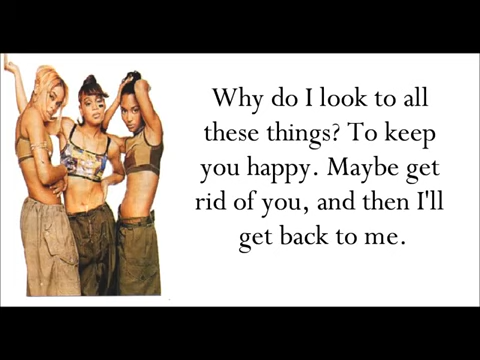 Why do I look to all
these things? To keep
you happy. Maybe get
rid of you, and then I'll
get back to me.